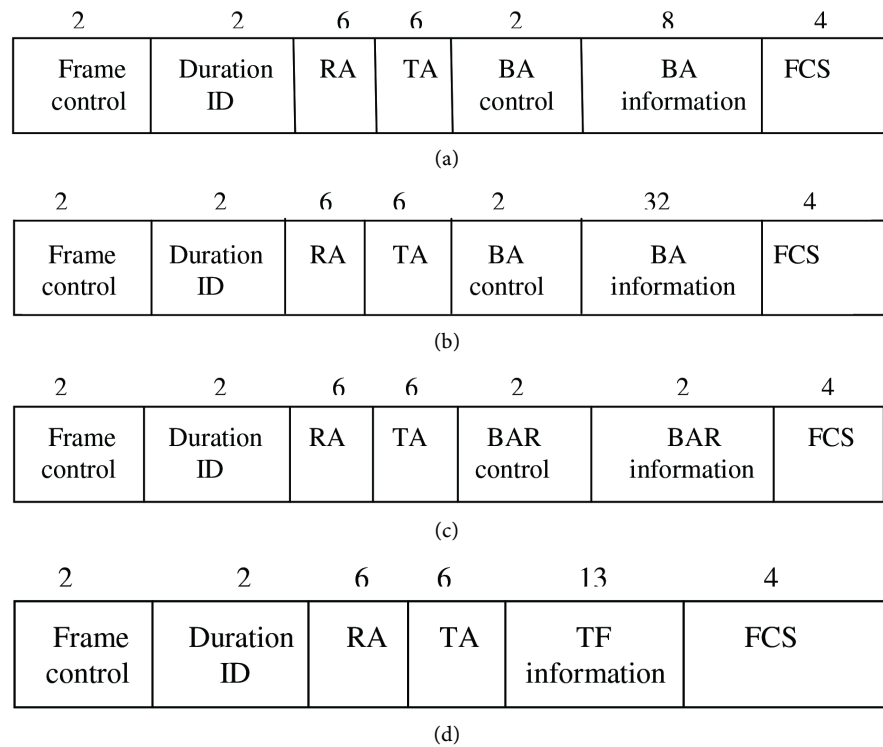 2 2 6 6 2 8 4
Frame Duration RA TA BA BA FCS
control ID control information
(a)
2 2 6 6 2 32 4
Frame Duration RA TA BA BA FCS
control ID control information
(b)
2 2 6 6 2 2 4
Frame Duration RA TA BAR BAR FCS
control ID control information
(c)
2 2 6 6 13 4
Frame Duration RA TA TF FCS
control ID information
(d)